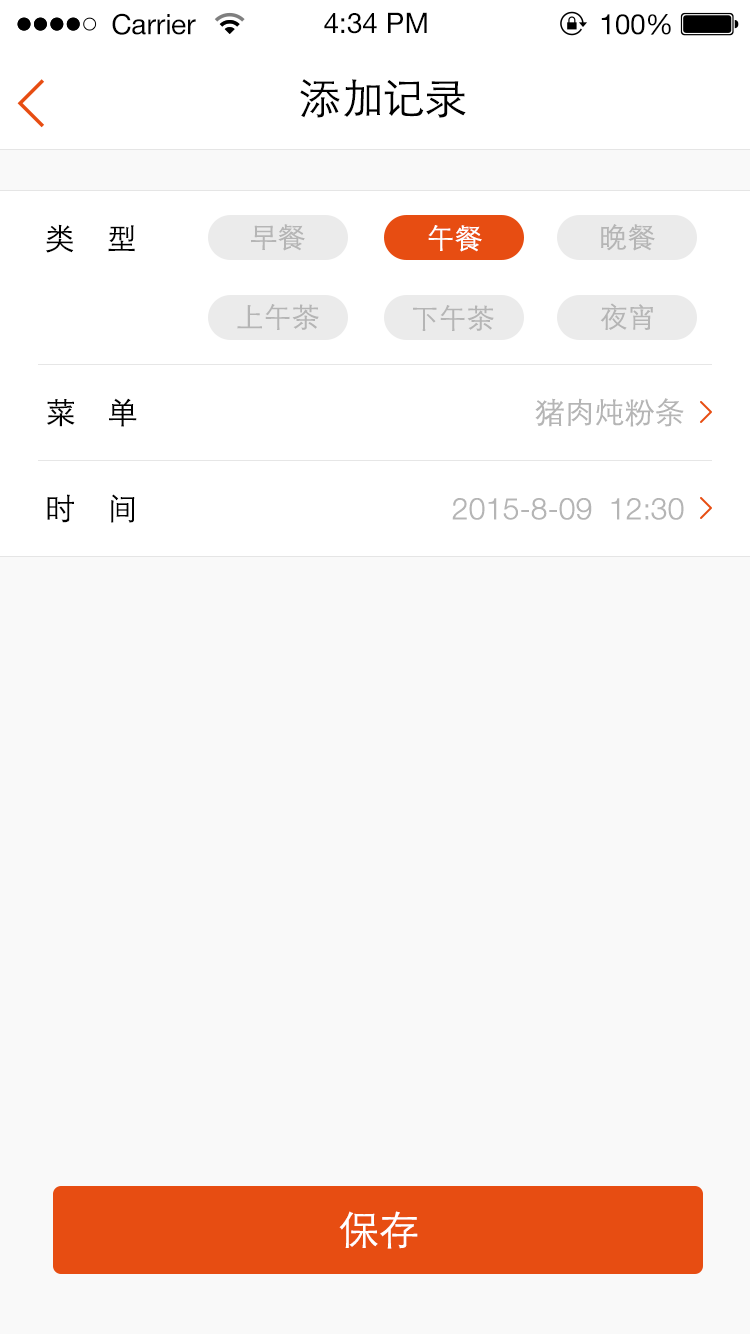 Carrier 4:34 PM 100%
添加记录
类 型 早餐 午餐 晚餐
上午茶 下午茶 夜宵
菜 单 猪肉炖粉条
时 间 2015-8-09 12:30
保存